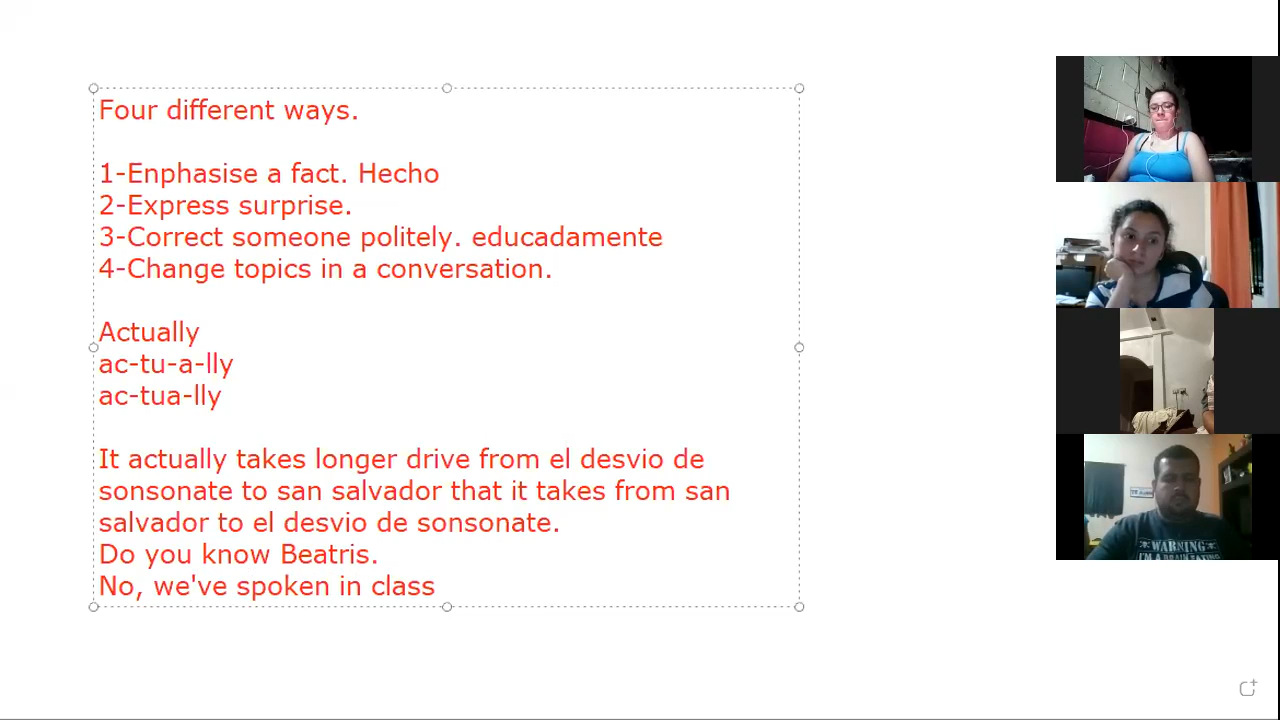 Four different ways.
1-Enphasise a fact. Hecho
2-Express surprise.
3-Correct someone politely. educadamente
4-Change topics in a conversation.
Actually
ac-tu-a-lly
ac-tua-lly
It actually takes longer drive from el desvio de
sonsonate to san salvador that it takes from san
salvador to el desvio de sonsonate.
Do you know Beatris.
No, we've spoken in class
WARNING
I'M A BRAIN EATING